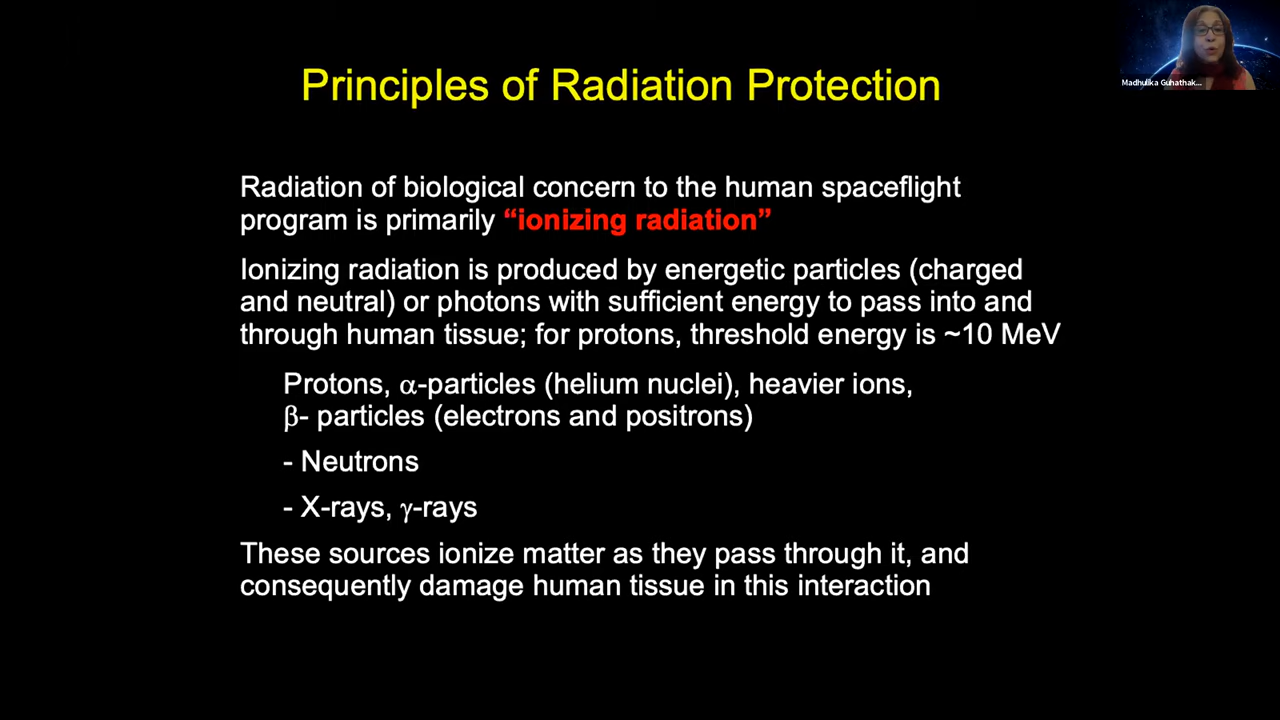 Principles of Radiation Protection
Madhulika Guhathak...
Radiation of biological concern to the human spaceflight
program is primarily “ionizing radiation”
Ionizing radiation is produced by energetic particles (charged
and neutral) or photons with sufficient energy to pass into and
through human tissue; for protons, threshold energy is ~10 MeV
Protons, α-particles (helium nuclei), heavier ions,
β- particles (electrons and positrons)
- Neutrons
- X-rays, γ-rays
These sources ionize matter as they pass through it, and
consequently damage human tissue in this interaction